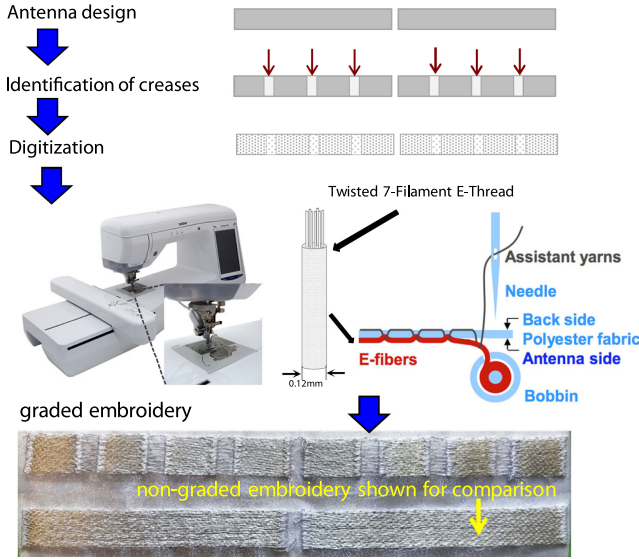 Antenna design
Identification of creases
Digitization
Twisted 7-Filament E-Thread
Assistant yarns
Needle
Back side
Polyester fabric
Antenna side
E-fibers
Bobbin
0.12mm
graded embroidery
non-graded embroidery shown for comparison